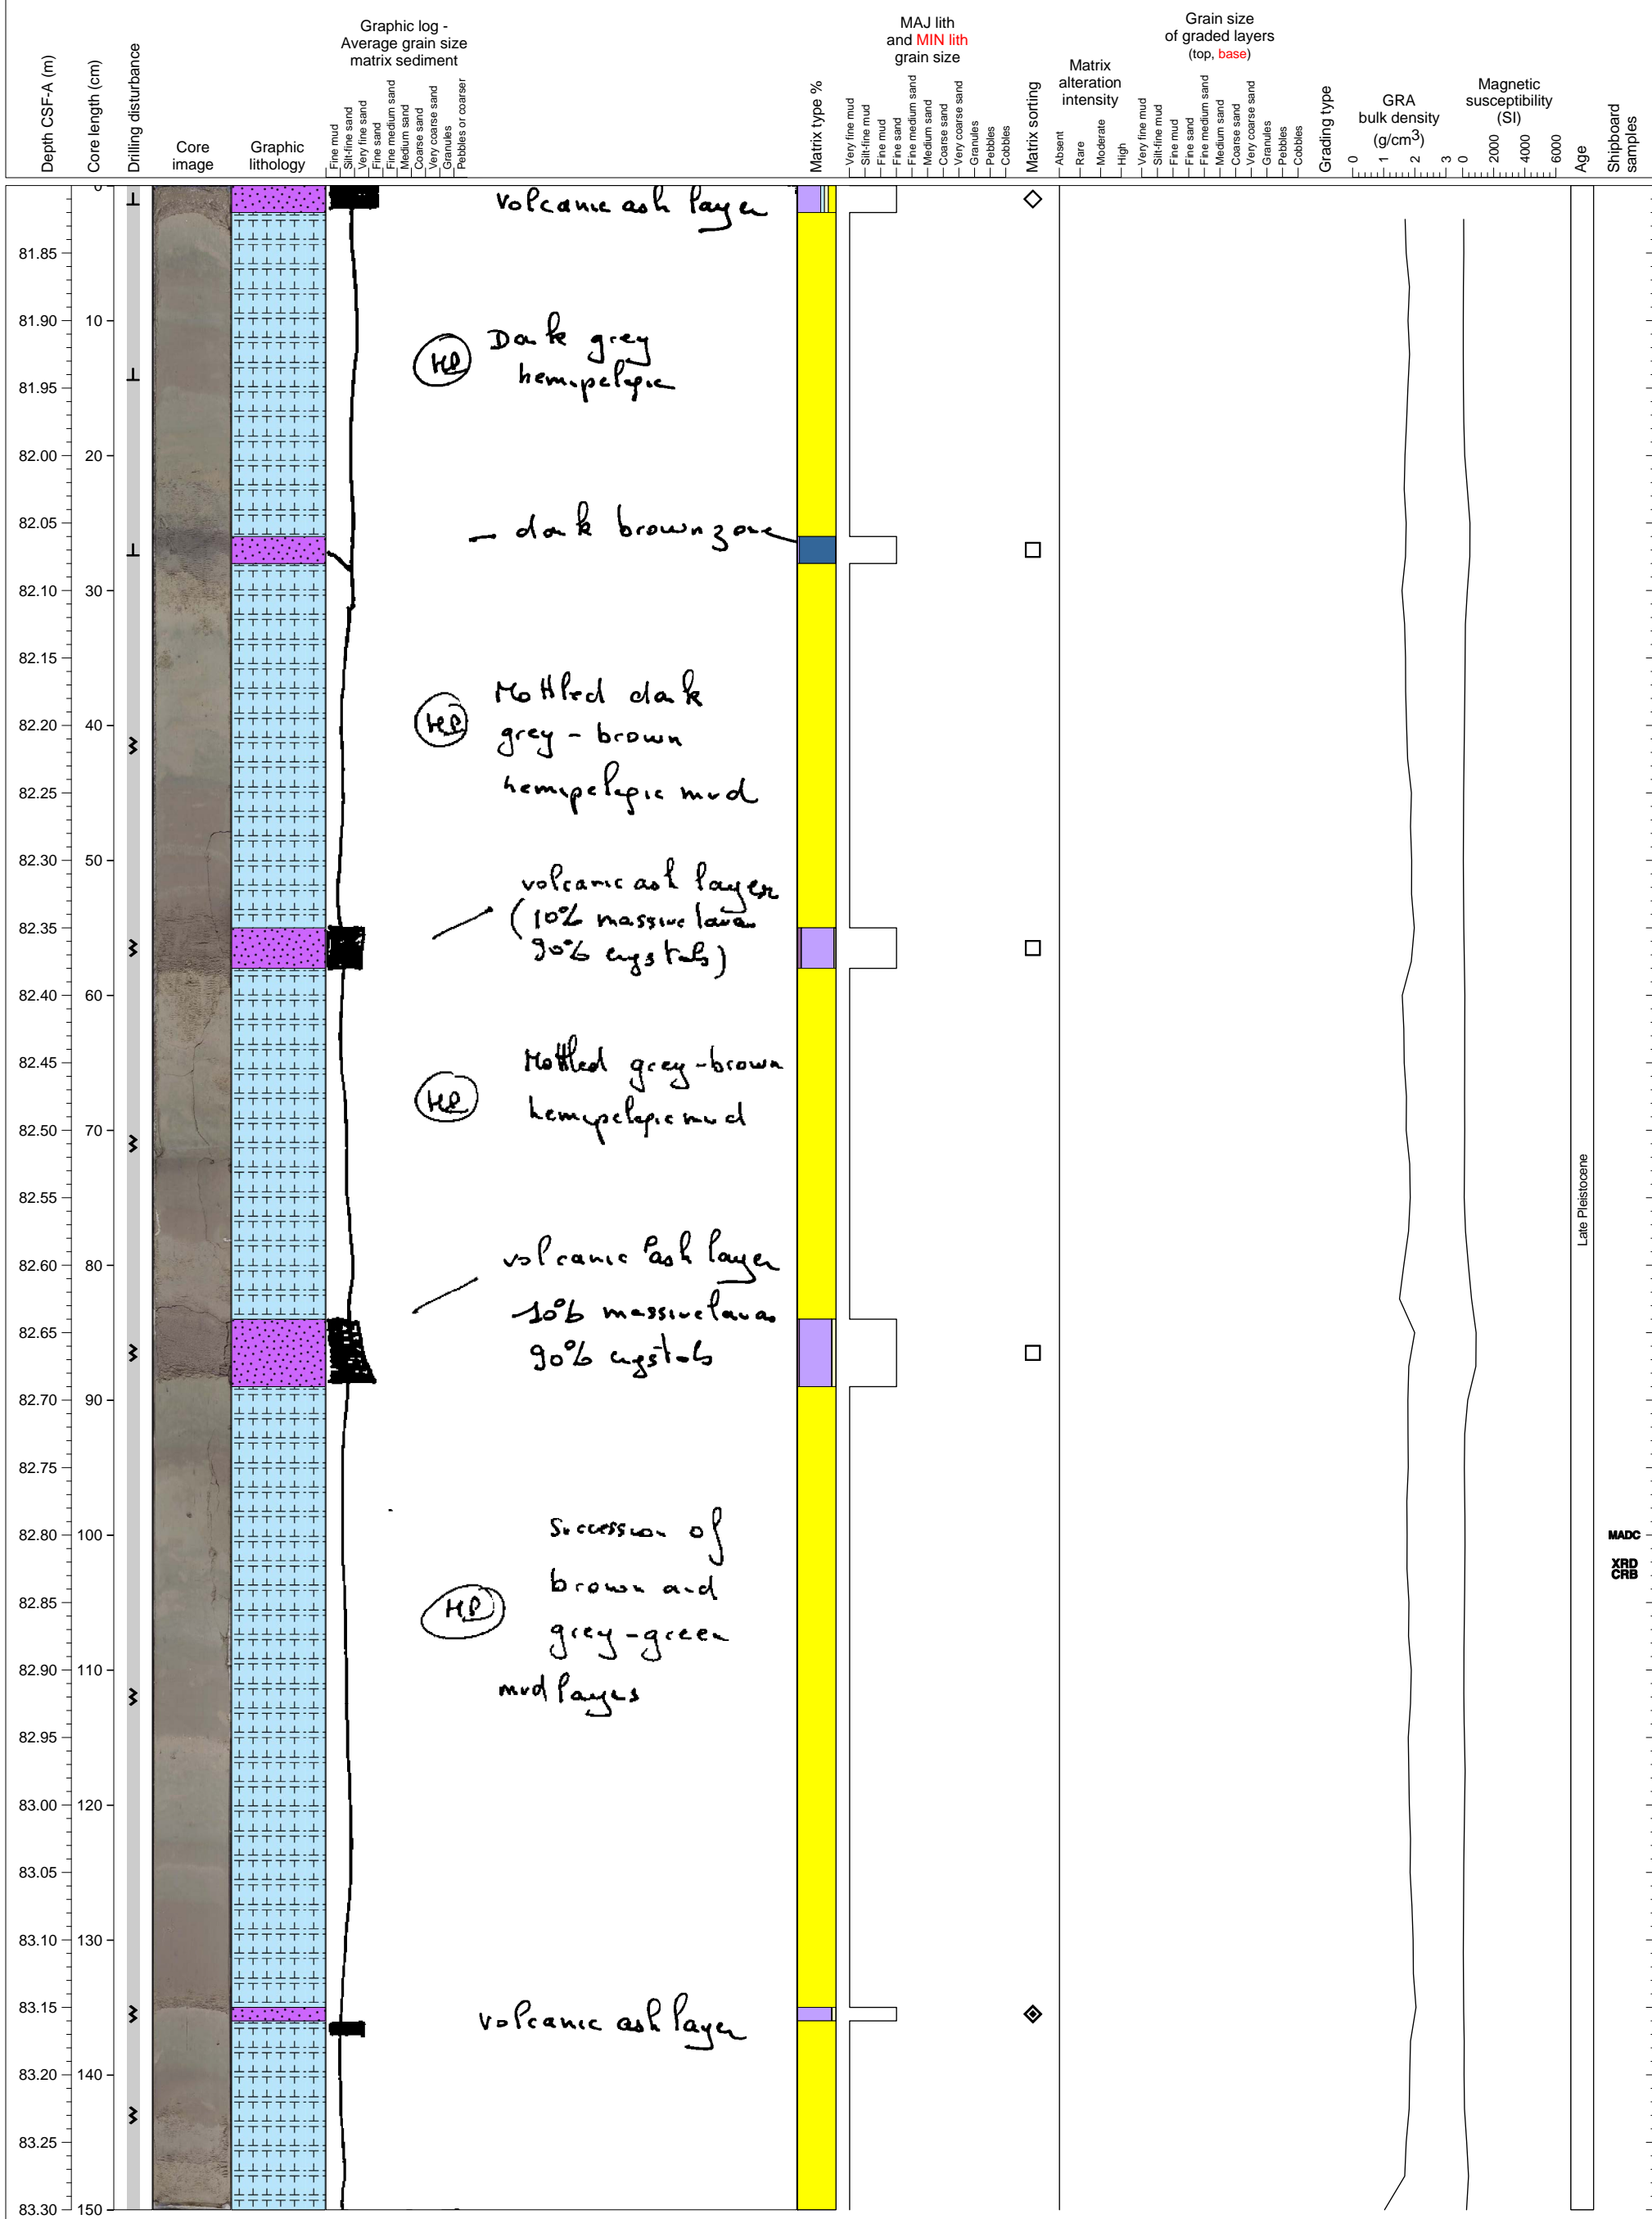 Depth CSF-A (m)
Core length (cm)
Drilling disturbance
Core
image
Graphic
lithology
Graphic log -
Average grain size
matrix sediment
Fine mud
Silt-fine sand
Very fine sand
Fine sand
Fine medium sand
Medium sand
Coarse sand
Very coarse sand
Granules
Pebbles or coarser
Matrix type %
MAJ lith
and MIN lith
grain size
Very fine mud
Silt-fine mud
Fine mud
Fine sand
Fine medium sand
Medium sand
Coarse sand
Very coarse sand
Granules
Pebbles
Cobbles
Matrix sorting
Matrix
alteration
intensity
Absent
Rare
Moderate
High
Grain size
of graded layers
(top, base)
Very fine mud
Silt-fine mud
Fine mud
Fine sand
Fine medium sand
Medium sand
Coarse sand
Very coarse sand
Granules
Pebbles
Cobbles
Grading type
GRA
bulk density
(g/cm3)
0 1 2 3
Magnetic
susceptibility
(SI)
0 2000 4000 6000
Age
Shipboard
samples
0
volcanic ash layer
81.85
81.90 10
HP Dark grey
hemipelagic
81.95
82.00 20
82.05
dark brown zone
82.10 30
82.15
HP Mottled dark
82.20 40
grey - brown
hemipelagic mud
82.25
82.30 50
volcanic ash layer
(10% massive lava
82.35
90% crystals)
82.40 60
82.45
Mottled grey-brown
HP hemipelagic mud
82.50 70
82.55
Late Pleistocene
volcanic ash layer
82.60 80
10% massive lavas
82.65
90% crystals
82.70 90
82.75
Succession of
82.80 100
MADC
XRD
CRB
brown and
82.85
HP grey-green
82.90 110
mud layers
82.95
83.00 120
83.05
83.10 130
83.15
volcanic ash layer
83.20 140
83.25
83.30 150